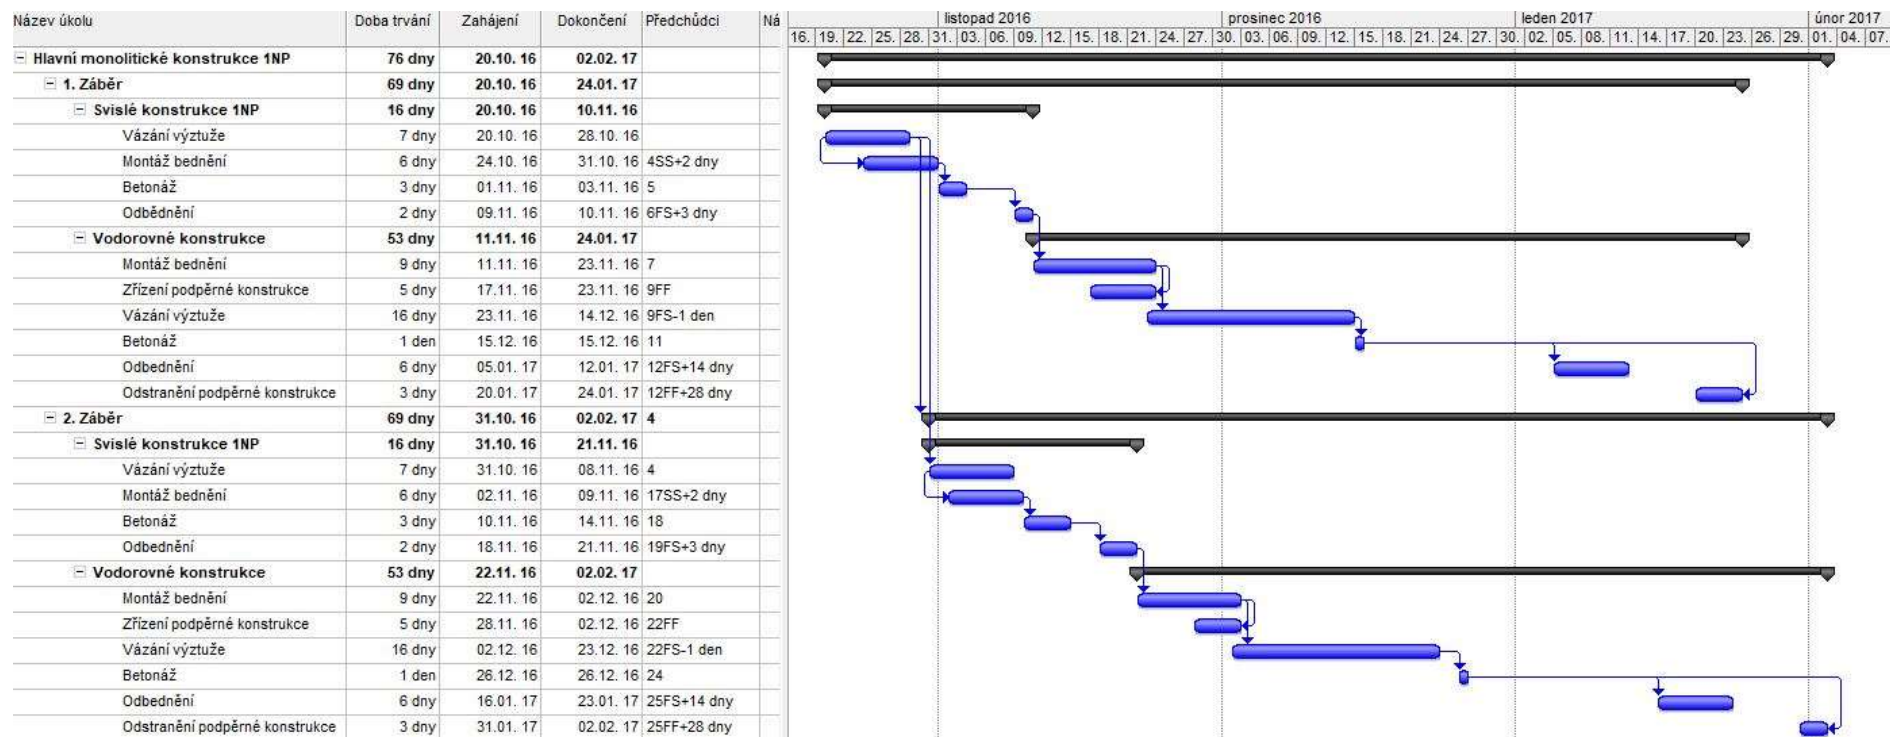 Název úkolu Doba trvání Zahájení Dokončení Předchůdci Ná listopad 2016 prosinec 2016 leden 2017 únor 2017
16. 19. 22. 25. 28. 31. 03. 06. 09. 12. 15. 18. 21. 24. 27. 30. 03. 06. 09. 12. 15. 18. 21. 24. 27. 30. 02. 05. 08. 11. 14. 17. 20. 23. 26. 29. 01. 04. 07.
Hlavní monolitické konstrukce 1NP 76 dny 20.10. 16 02.02. 17
1. Záběr 69 dny 20.10. 16 24.01. 17
Svislé konstrukce 1NP 16 dny 20.10. 16 10.11. 16
Vázání výztuže 7 dny 20.10. 16 28.10. 16
Montáž bednění 6 dny 24.10. 16 31.10. 16 4SS+2 dny
Betonáž 3 dny 01.11. 16 03.11. 16 5
Odbědnění 2 dny 09.11. 16 10.11. 16 6FS+3 dny
Vodorovné konstrukce 53 dny 11.11. 16 24.01. 17
Montáž bednění 9 dny 11.11. 16 23.11. 16 7
Zřízení podpěrné konstrukce 5 dny 17.11. 16 23.11. 16 9FF
Vázání výztuže 16 dny 23.11. 16 14.12. 16 9FS-1 den
Betonáž 1 den 15.12. 16 15.12. 16 11
Odbednění 6 dny 05.01. 17 12.01. 17 12FS+14 dny
Odstranění podpěrné konstrukce 3 dny 20.01. 17 24.01. 17 12FF+28 dny
2. Záběr 69 dny 31.10. 16 02.02. 17 4
Svislé konstrukce 1NP 16 dny 31.10. 16 21.11. 16
Vázání výztuže 7 dny 31.10. 16 08.11. 16 4
Montáž bednění 6 dny 02.11. 16 09.11. 16 17SS+2 dny
Betonáž 3 dny 10.11. 16 14.11. 16 18
Odbednění 2 dny 18.11. 16 21.11. 16 19FS+3 dny
Vodorovné konstrukce 53 dny 22.11. 16 02.02. 17
Montáž bednění 9 dny 22.11. 16 02.12. 16 20
Zřízení podpěrné konstrukce 5 dny 28.11. 16 02.12. 16 22FF
Vázání výztuže 16 dny 02.12. 16 23.12. 16 22FS-1 den
Betonáž 1 den 26.12. 16 26.12. 16 24
Odbednění 6 dny 16.01. 17 23.01. 17 25FS+14 dny
Odstranění podpěrné konstrukce 3 dny 31.01. 17 02.02. 17 25FF+28 dny